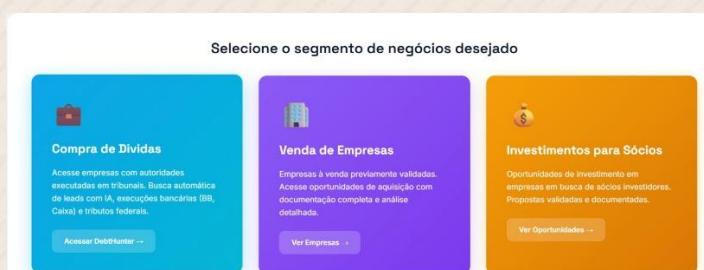 Selecione o segmento de negócios desejado
Compra de Dívidas
Acesse empresas com autoridades
executadas em tribunais. Busca automática
de leads com IA, execuções bancárias (BB,
Caixa) e tributos federais.
Acessar DebtHunter →
Venda de Empresas
Empresas à venda previamente validadas.
Acesse oportunidades de aquisição com
documentação completa e análise
detalhada.
Ver Empresas →
Investimentos para Sócios
Oportunidades de investimento em
empresas em busca de sócios investidores.
Propostas validadas e documentadas.
Ver Oportunidades →